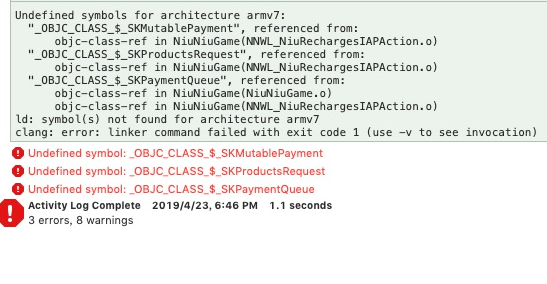 Undefined symbols for architecture armv7:
"_OBJC_CLASS_$_SKMutablePayment", referenced from:
objc-class-ref in NiuNiuGame(NNWL_NiuRechargesIAPAction.o)
"_OBJC_CLASS_$_SKProductsRequest", referenced from:
objc-class-ref in NiuNiuGame(NNWL_NiuRechargesIAPAction.o)
"_OBJC_CLASS_$_SKPaymentQueue", referenced from:
objc-class-ref in NiuNiuGame(NiuNiuGame.o)
objc-class-ref in NiuNiuGame(NNWL_NiuRechargesIAPAction.o)
ld: symbol(s) not found for architecture armv7
clang: error: linker command failed with exit code 1 (use -v to see invocation)
Undefined symbol: _OBJC_CLASS_$_SKMutablePayment
Undefined symbol: _OBJC_CLASS_$_SKProductsRequest
Undefined symbol: _OBJC_CLASS_$_SKPaymentQueue
Activity Log Complete 2019/4/23, 6:46 PM 1.1 seconds
3 errors, 8 warnings